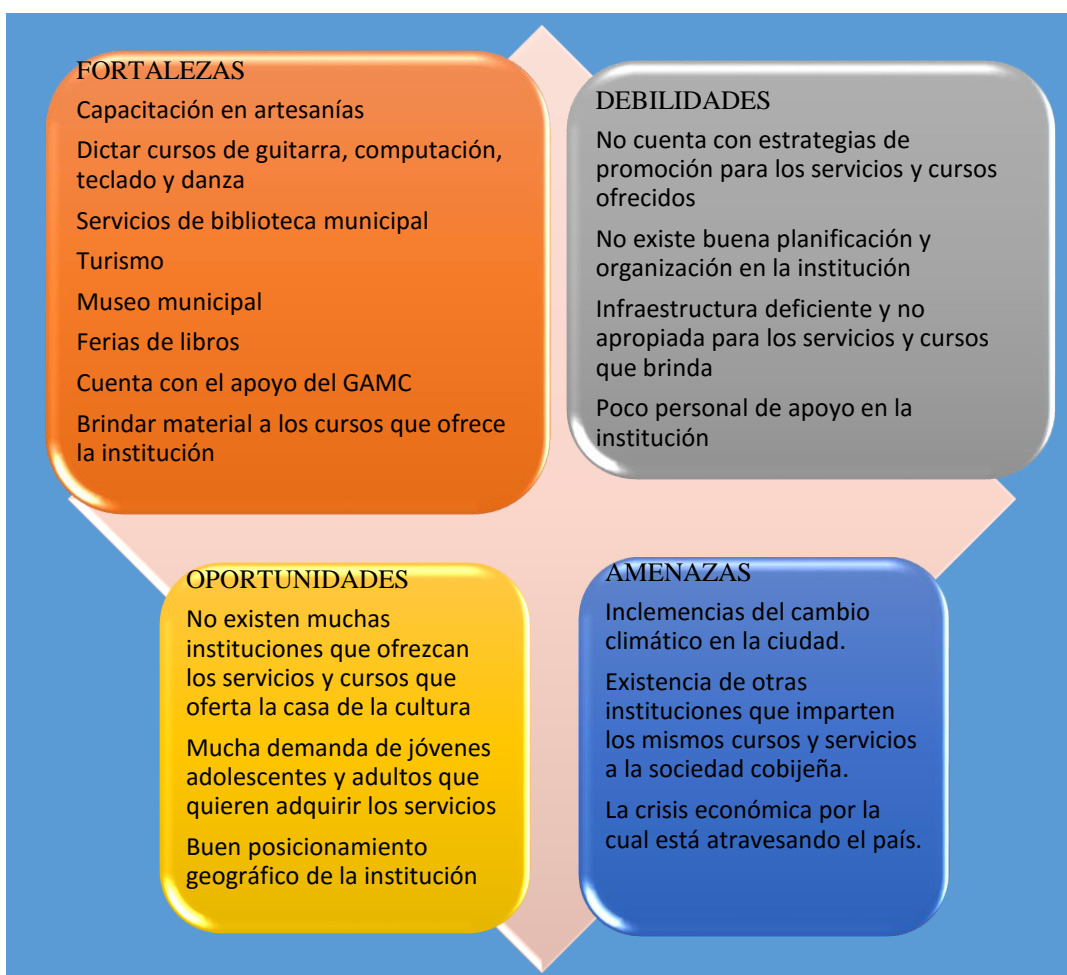 FORTALEZAS
Capacitación en artesanías
Dictar cursos de guitarra, computación,
teclado y danza
Servicios de biblioteca municipal
Turismo
Museo municipal
Ferias de libros
Cuenta con el apoyo del GAMC
Brindar material a los cursos que ofrece
la institución
DEBILIDADES
No cuenta con estrategias de
promoción para los servicios y cursos
ofrecidos
No existe buena planificación y
organización en la institución
Infraestructura deficiente y no
apropiada para los servicios y cursos
que brinda
Poco personal de apoyo en la
institución
OPORTUNIDADES
No existen muchas
instituciones que ofrezcan
los servicios y cursos que
oferta la casa de la cultura
Mucha demanda de jóvenes
adolescentes y adultos que
quieren adquirir los servicios
Buen posicionamiento
geográfico de la institución
AMENAZAS
Inclemencias del cambio
climático en la ciudad.
Existencia de otras
instituciones que imparten
los mismos cursos y servicios
a la sociedad cobijeña.
La crisis económica por la
cual está atravesando el país.